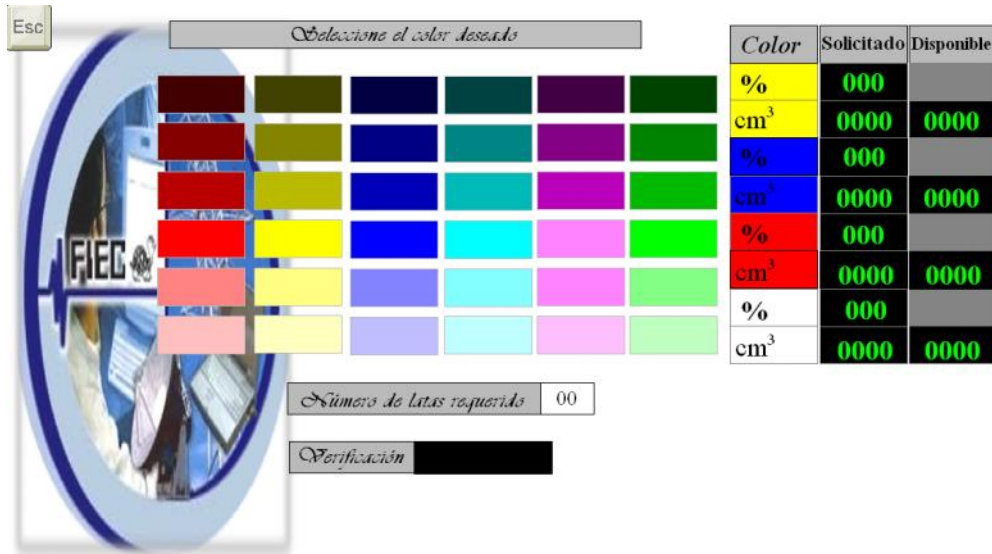 Esc
Seleccione el color deseado
Color Solicitado Disponible
% 000
cm³ 0000 0000
% 000
cm³ 0000 0000
% 000
cm³ 0000 0000
% 000
cm³ 0000 0000
FIEC
Número de latas requerido 00
Verificación